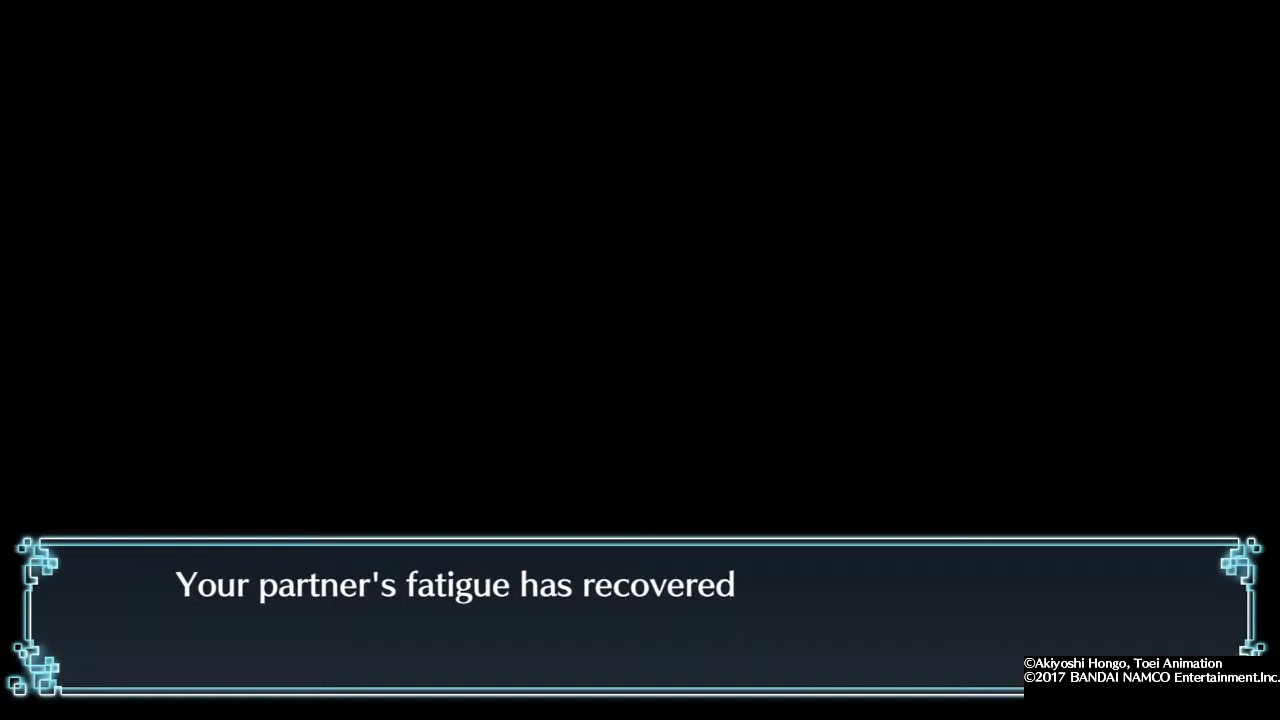 Your partner's fatigue has recovered
©Akiyoshi Hongo, Toei Animation
©2017 BANDAI NAMCO Entertainment.Inc.